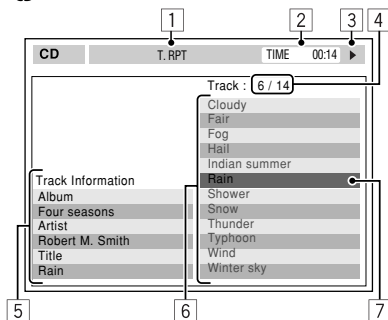 1 2 3 4
CD T. RPT TIME 00:14
Track : 6 / 14
Cloudy
Fair
Fog
Hail
Indian summer
Rain
Shower
Snow
Thunder
Typhoon
Wind
Winter sky
Track Information
Album
Four seasons
Artist
Robert M. Smith
Title
Rain
5 6 7